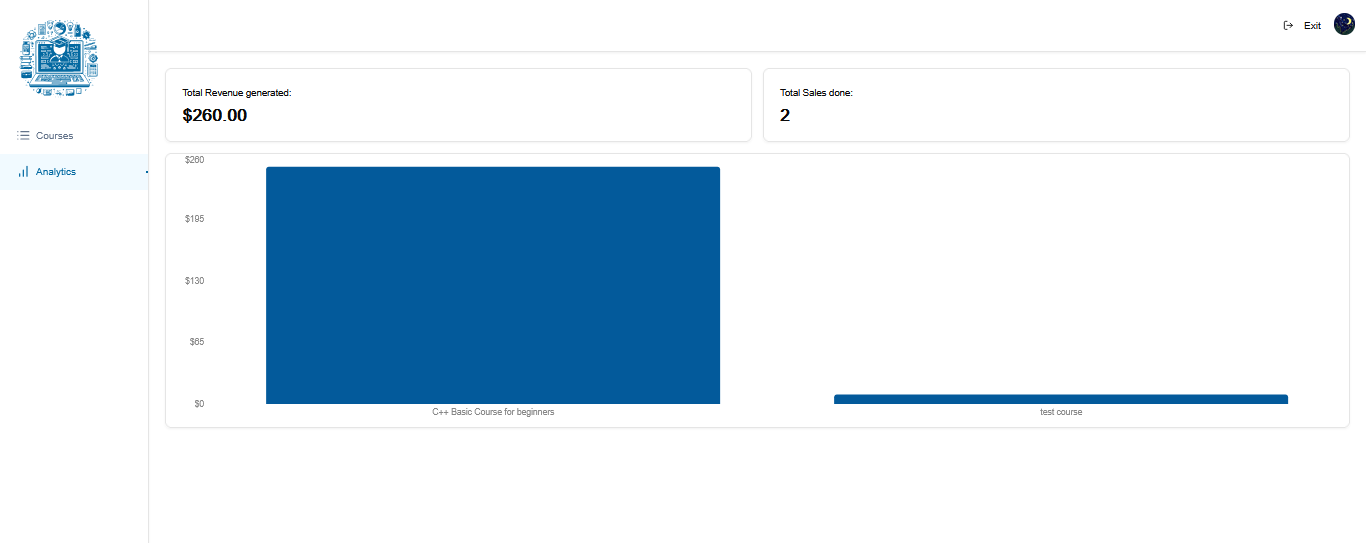 Exit
Courses
Analytics
Total Revenue generated:
$260.00
Total Sales done:
2
$260
$195
$130
$65
$0
C++ Basic Course for beginners
test course